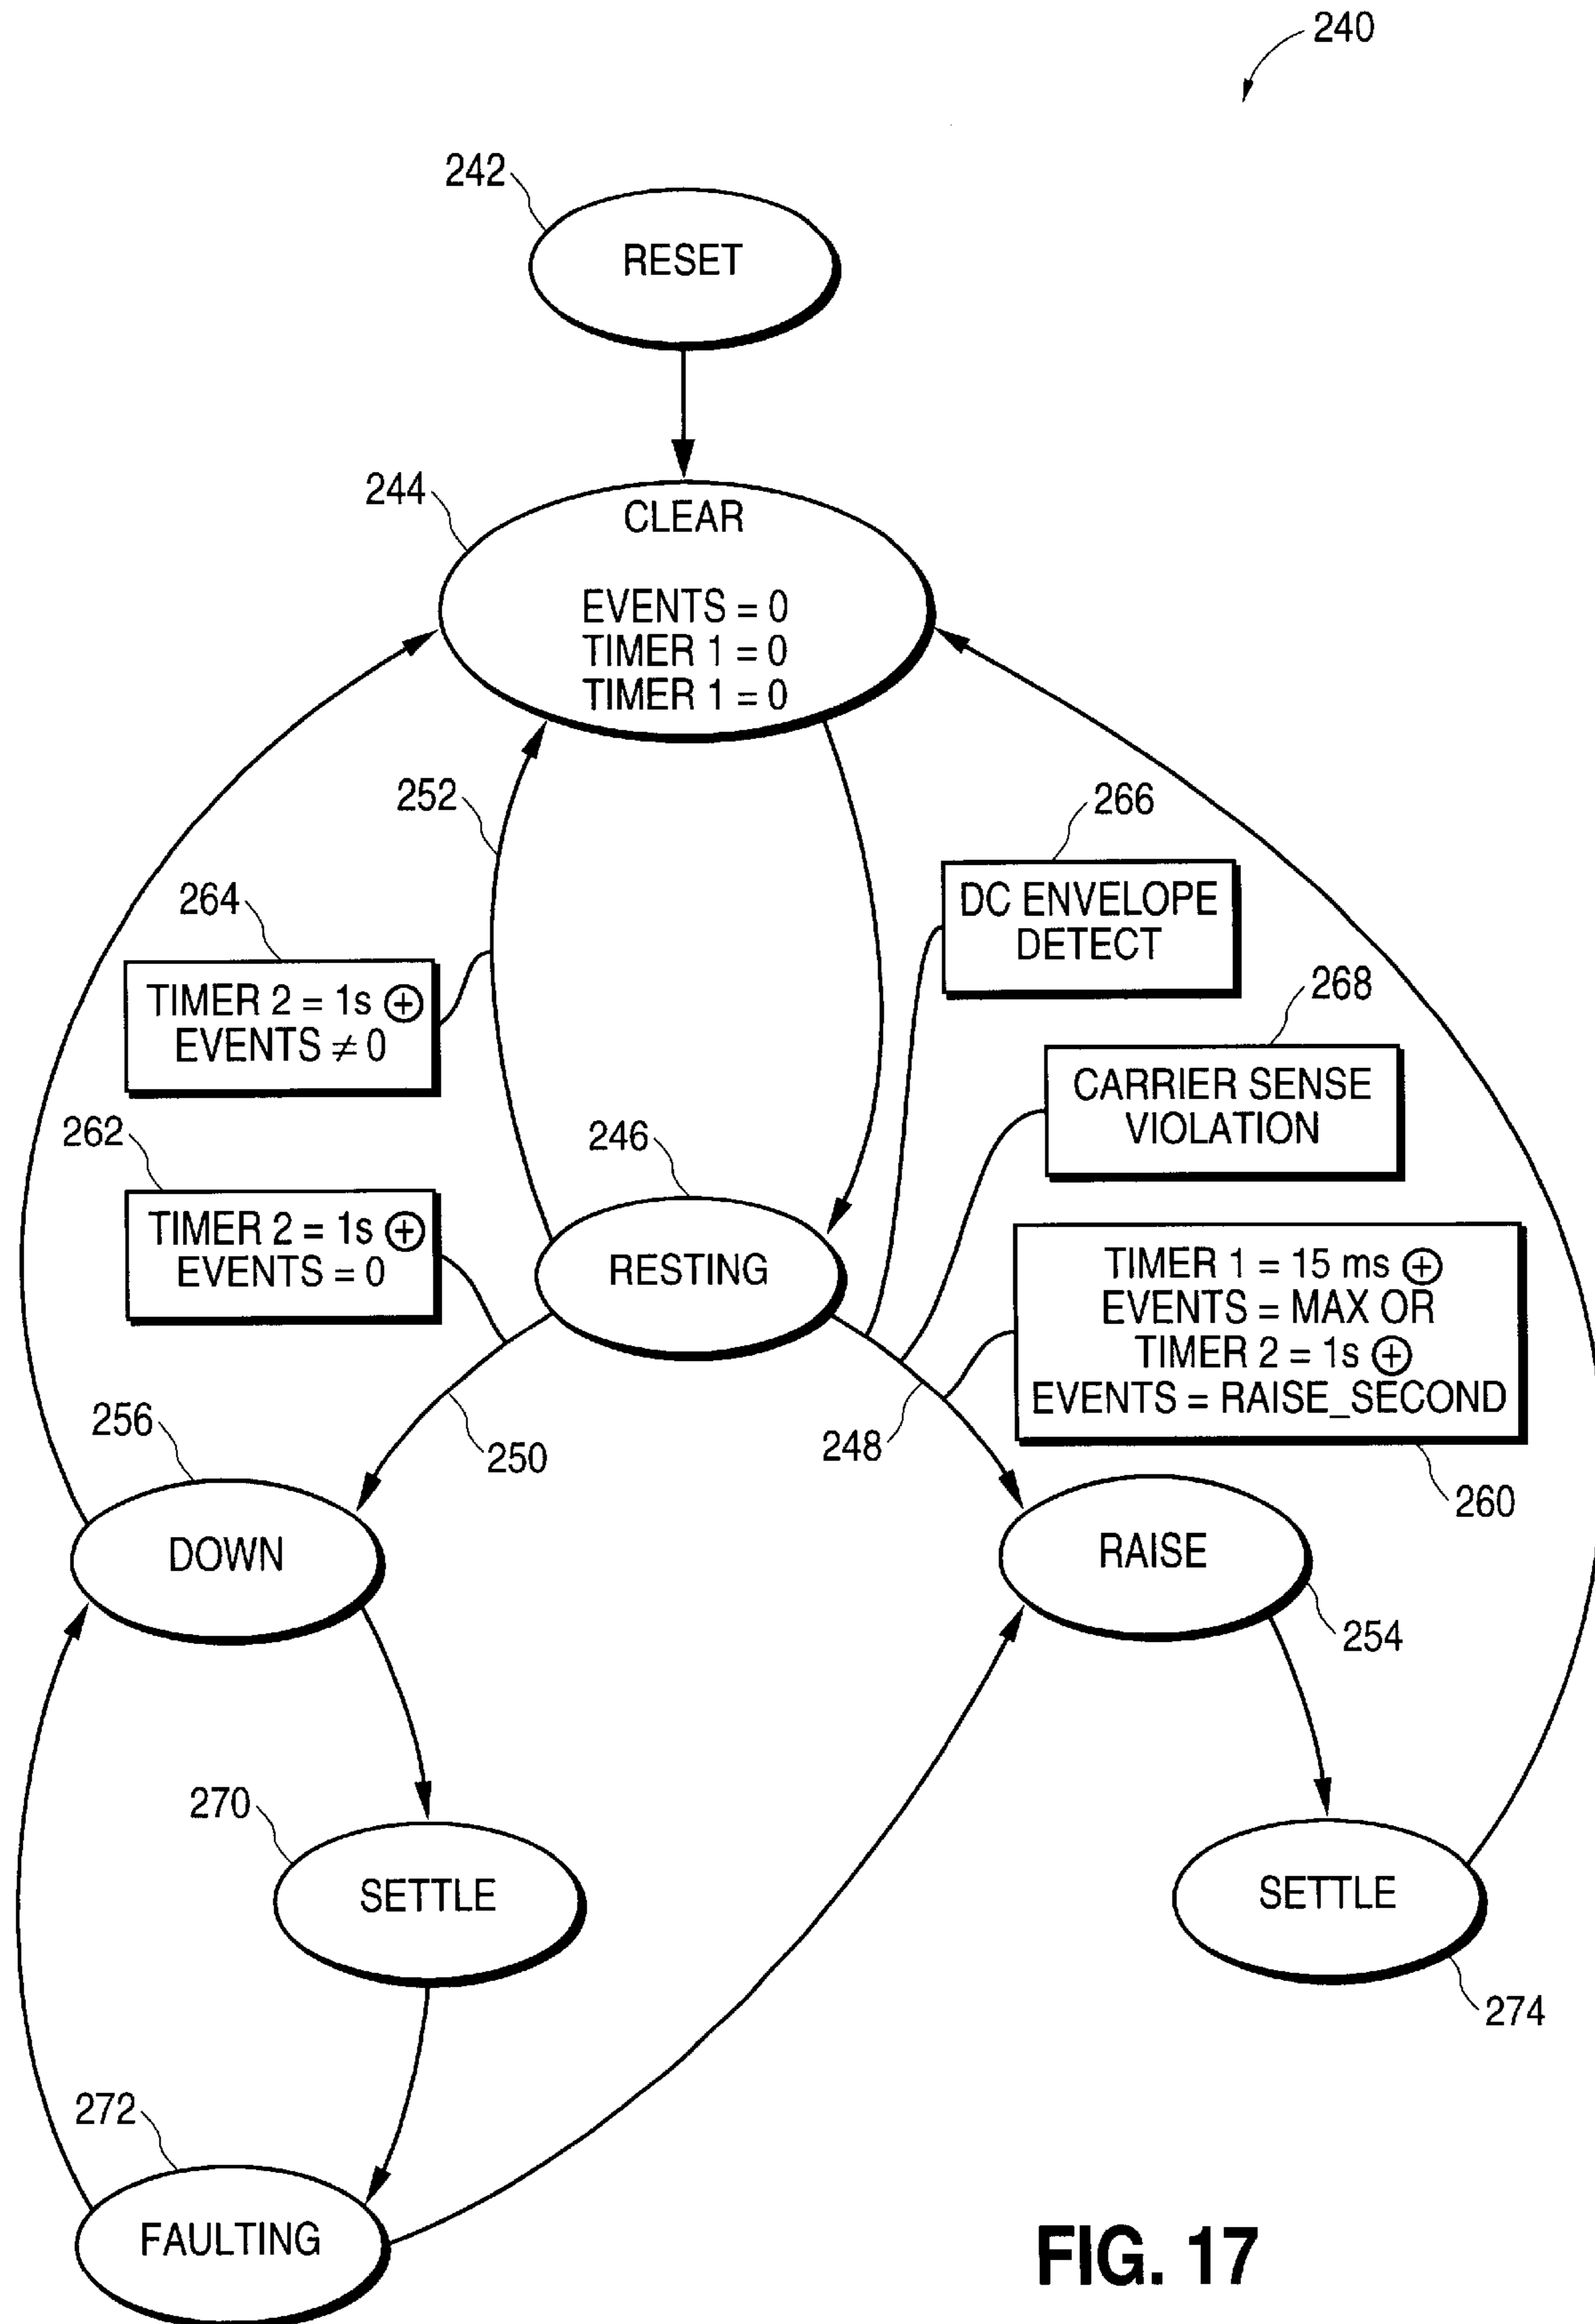 240
242
RESET
244
CLEAR
EVENTS = 0
TIMER 1 = 0
TIMER 1 = 0
252
266
DC ENVELOPE
DETECT
264
TIMER 2 = 1s ⊕
EVENTS ≠ 0
268
CARRIER SENSE
VIOLATION
262
TIMER 2 = 1s ⊕
EVENTS = 0
246
RESTING
TIMER 1 = 15 ms ⊕
EVENTS = MAX OR
TIMER 2 = 1s ⊕
EVENTS = RAISE_SECOND
260
250
248
256
DOWN
RAISE
254
270
SETTLE
SETTLE
274
272
FAULTING
FIG. 17